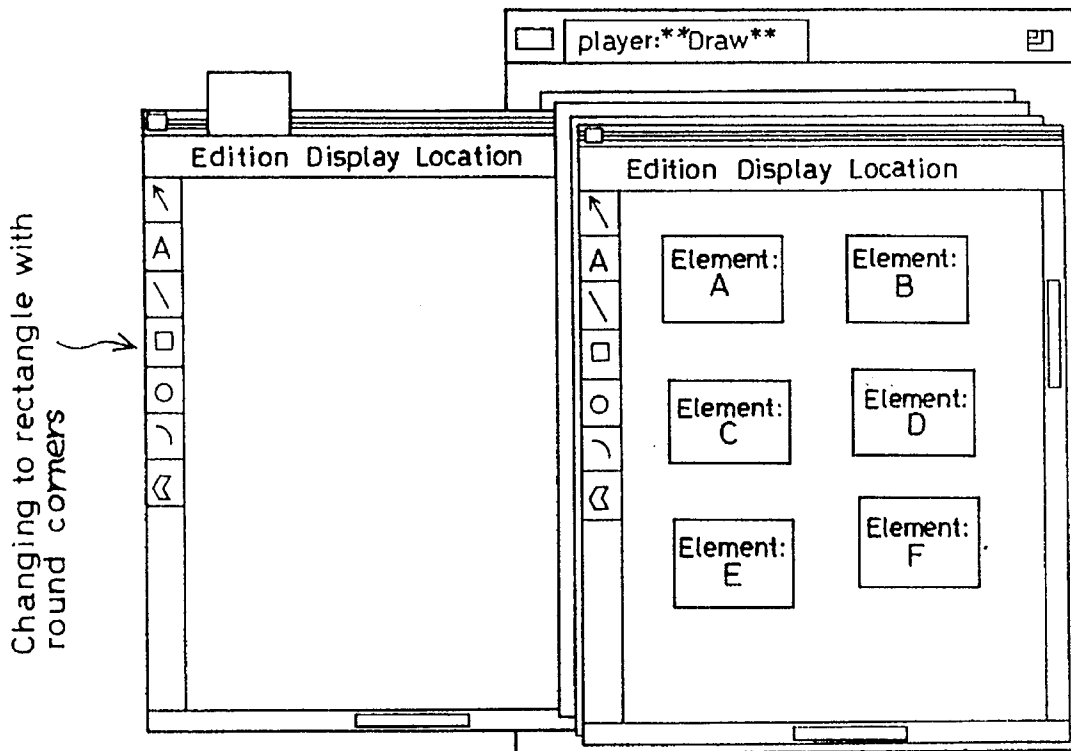 player:**Draw**
Edition Display Location
A
Changing to rectangle with
round corners
Edition Display Location
A
Element:
A
Element:
B
Element:
C
Element:
D
Element:
E
Element:
F